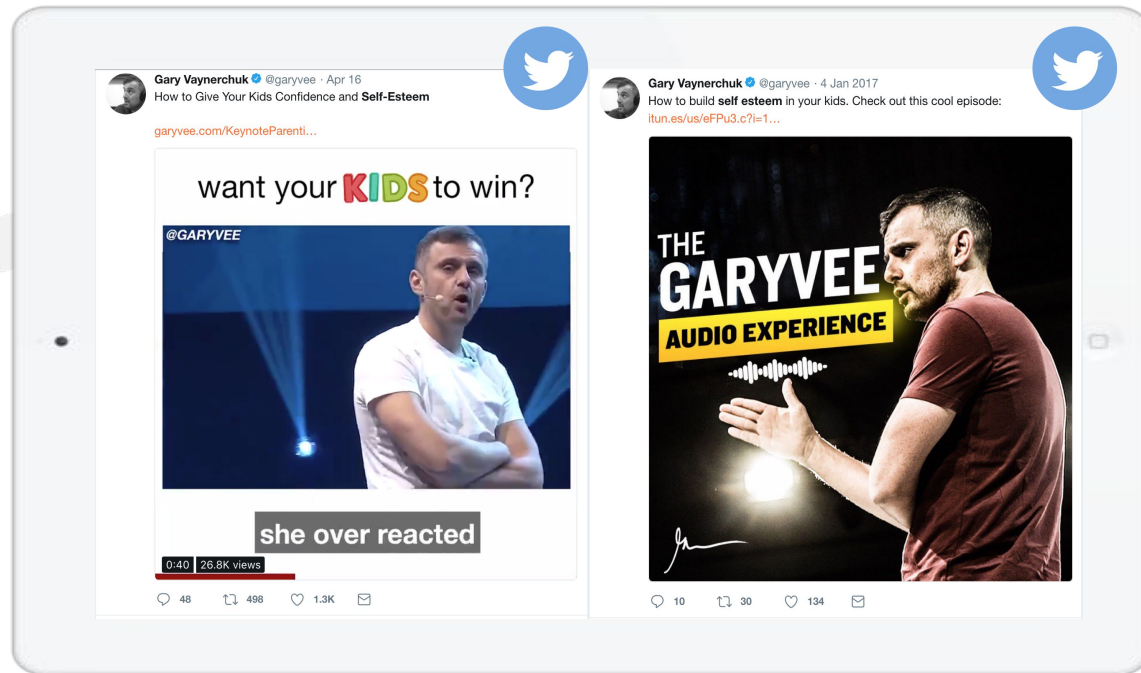 Gary Vaynerchuk @garyvee · Apr 16
How to Give Your Kids Confidence and Self-Esteem
garyvee.com/KeynoteParenti…
want your KIDS to win?
@GARYVEE
she over reacted
0:40 26.8K views
48 498 1.3K
Gary Vaynerchuk @garyvee · 4 Jan 2017
How to build self esteem in your kids. Check out this cool episode:
itun.es/us/eFPu3.c?i=1…
THE
GARYVEE
AUDIO EXPERIENCE
10 30 134